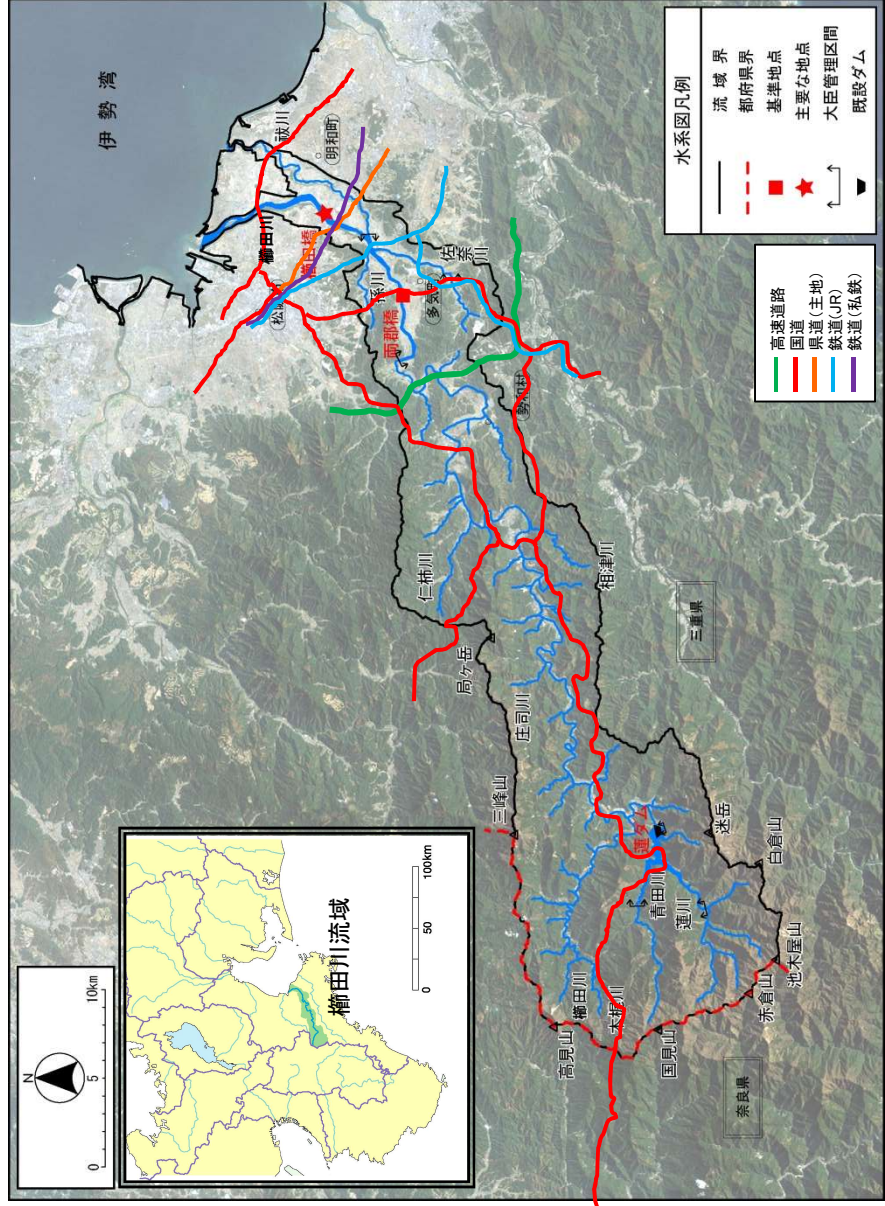 N
0 5 10km
櫛田川流域
0 50 100km
伊勢湾
祓川
明和町
櫛田川
櫛田橋
佐奈川
多気町
両郡橋
勢和村
仁柿川
相津川
局ヶ岳
庄司川
三重県
三峰山
蓮ダム
迷岳
白倉山
青田川
蓮川
池木屋山
赤倉山
櫛田川
木梶川
高見山
国見山
奈良県
水系図凡例
流域界
都府県界
基準地点
主要な地点
大臣管理区間
既設ダム
高速道路
国道
県道(主地)
鉄道(JR)
鉄道(私鉄)